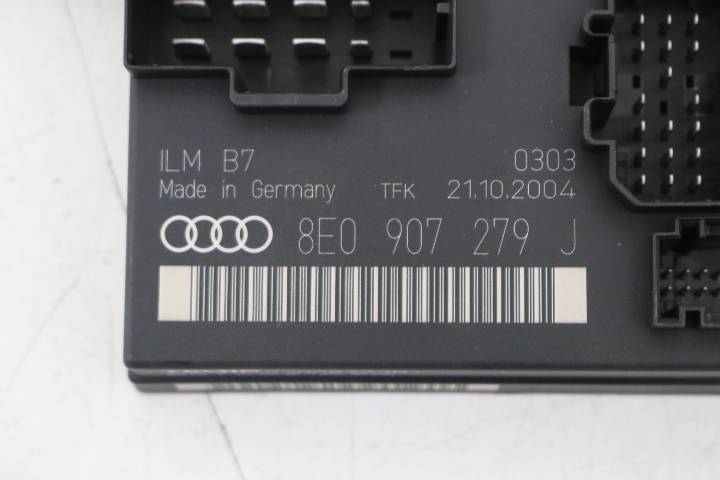 ILM B7 0303
Made in Germany TFK 21.10.2004
8E0 907 279 J